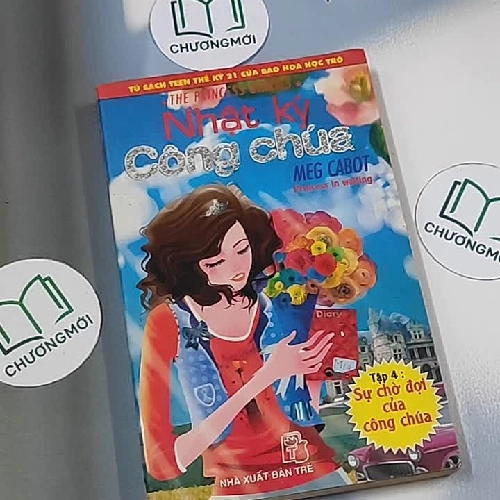 CHƯƠNGMỚI
TỦ SÁCH TEEN THẾ KỶ 21 CỦA BÁO HOA HỌC TRÒ
THE
Nhật ký
Công chúa
MEG CABOT
Princess in waiting
CHƯƠNGMỚI
CHƯƠNGMỚI
Diary
Tập 4:
Sự chờ đợi
của
công chúa
NHÀ XUẤT BẢN TRẺ